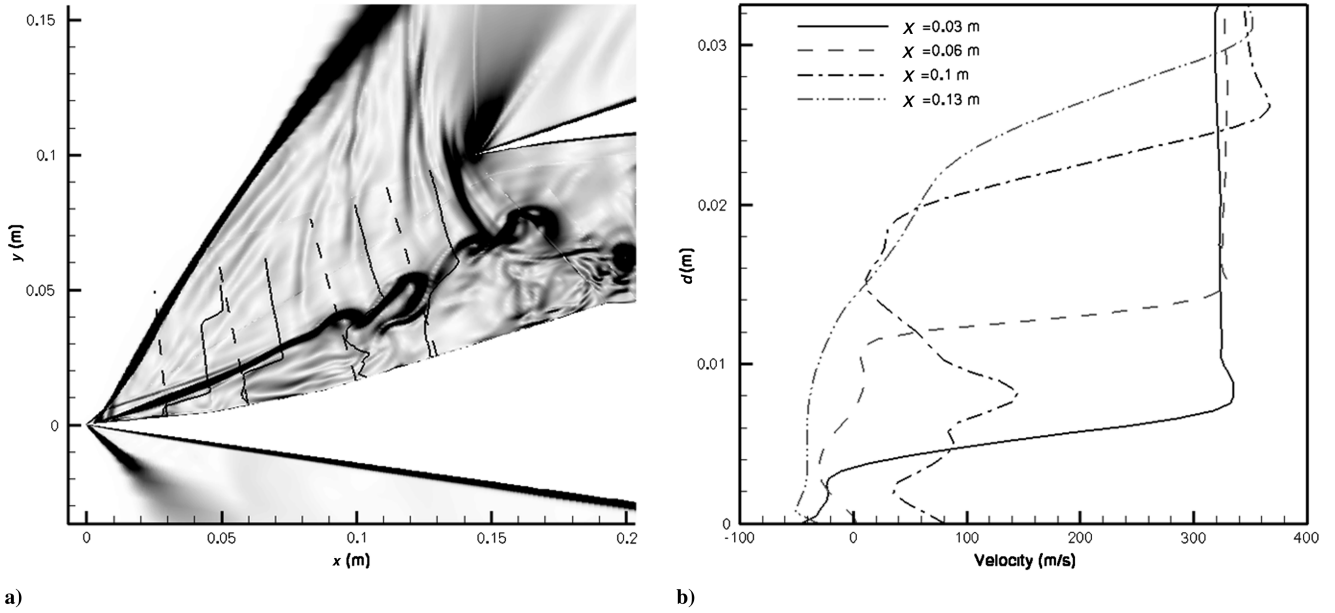 0.15
0.1
0.05
0
y (m)
0 0.05 0.1 0.15 0.2
x (m)
a)
X =0.03 m
X =0.06 m
X =0.1 m
X =0.13 m
0.03
0.02
0.01
0
d (m)
-100 0 100 200 300 400
Velocity (m/s)
b)